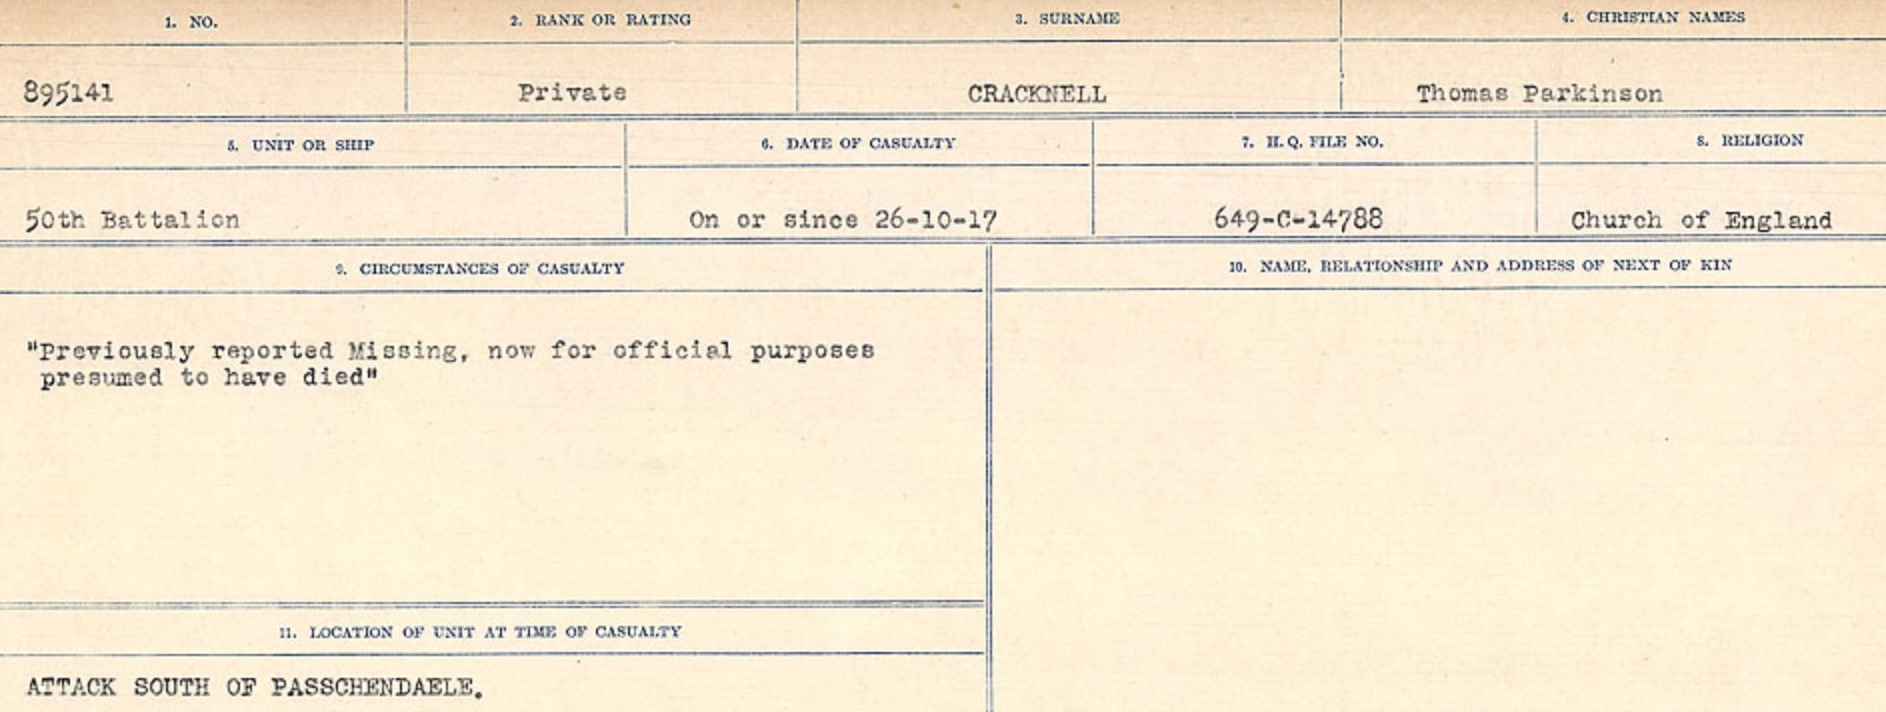 1. NO. 2. RANK OR RATING 3. SURNAME 4. CHRISTIAN NAMES
895141 Private CRACKNELL Thomas Parkinson
5. UNIT OR SHIP 6. DATE OF CASUALTY 7. H.Q. FILE NO. 8. RELIGION
50th Battalion On or since 26-10-17 649-C-14788 Church of England
9. CIRCUMSTANCES OF CASUALTY 10. NAME, RELATIONSHIP AND ADDRESS OF NEXT OF KIN
"Previously reported Missing, now for official purposes
presumed to have died"
11. LOCATION OF UNIT AT TIME OF CASUALTY
ATTACK SOUTH OF PASSCHENDAELE.